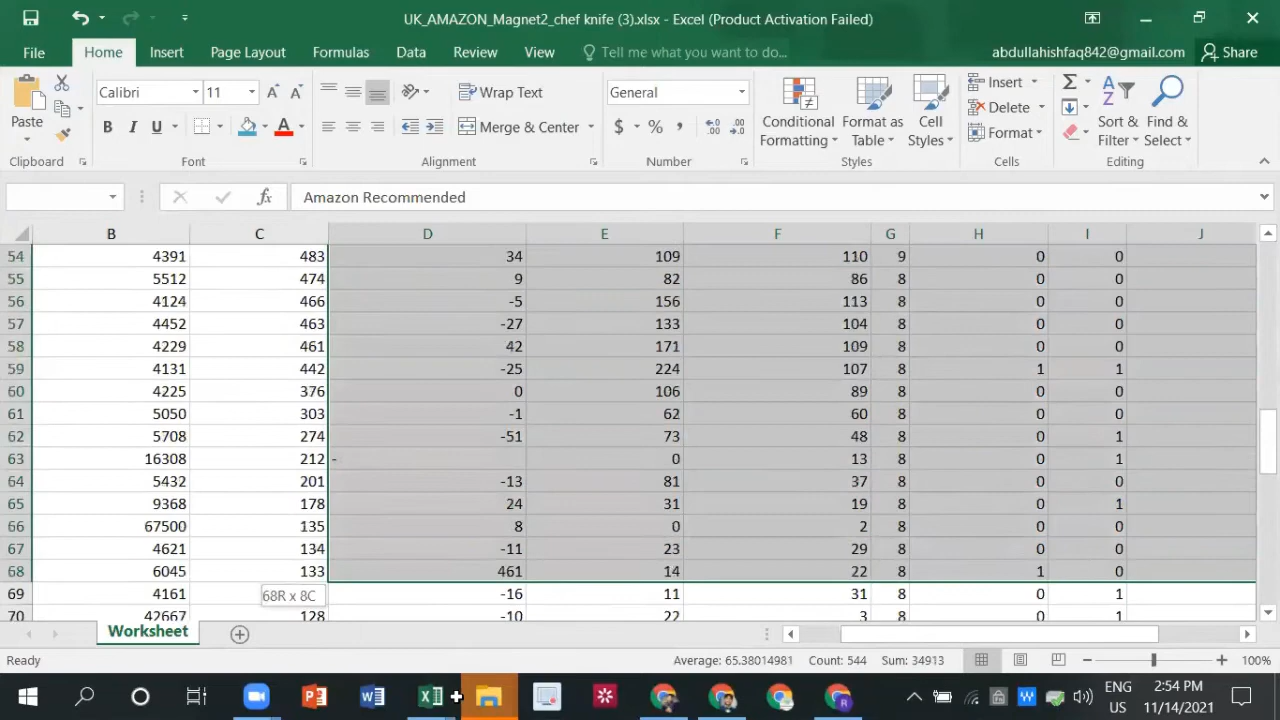 UK_AMAZON_Magnet2_chef knife (3).xlsx - Excel (Product Activation Failed)
File Home Insert Page Layout Formulas Data Review View Tell me what you want to do... abdullahishfaq842@gmail.com Share
Calibri 11 Wrap Text General Insert
Paste B I U Merge & Center $ % , Conditional Formatting Format as Table Cell Styles Delete Format Sort & Filter Find & Select
Clipboard Font Alignment Number Styles Cells Editing
fx Amazon Recommended
B C D E F G H I J
54 4391 483 34 109 110 9 0 0
55 5512 474 9 82 86 8 0 0
56 4124 466 -5 156 113 8 0 0
57 4452 463 -27 133 104 8 0 0
58 4229 461 42 171 109 8 0 0
59 4131 442 -25 224 107 8 1 1
60 4225 376 0 106 89 8 0 0
61 5050 303 -1 62 60 8 0 0
62 5708 274 -51 73 48 8 0 1
63 16308 212 - 0 13 8 0 1
64 5432 201 -13 81 37 8 0 0
65 9368 178 24 31 19 8 0 1
66 67500 135 8 0 2 8 0 0
67 4621 134 -11 23 29 8 0 0
68 6045 133 461 14 22 8 1 0
69 4161 68R x 8C -16 11 31 8 0 1
70 42667 128 -10 22 3 8 0 0
Worksheet
Ready Average: 65.38014981 Count: 544 Sum: 34913 100%
ENG 2:54 PM
US 11/14/2021